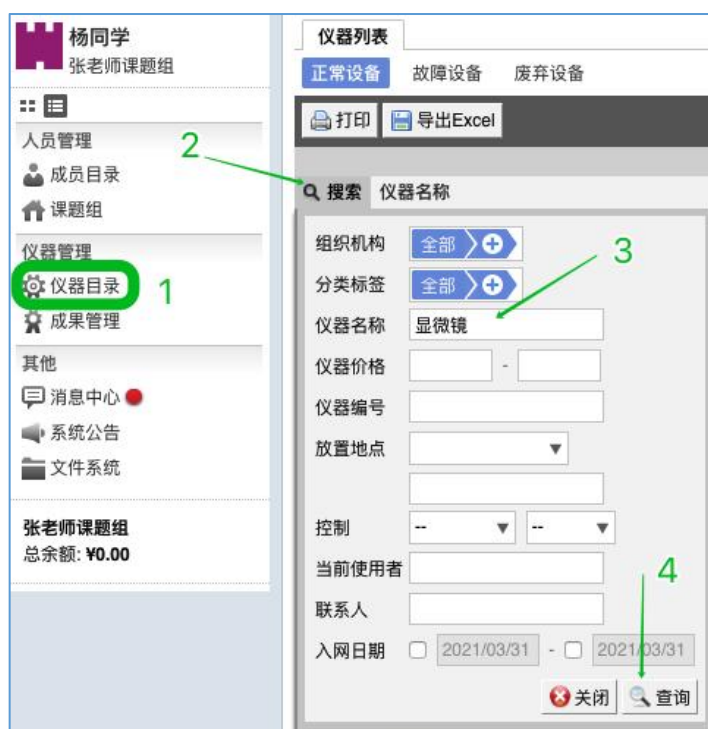 杨同学
张老师课题组
人员管理
成员目录
课题组
仪器管理
仪器目录
1
成果管理
其他
消息中心
系统公告
文件系统
张老师课题组
总余额: ¥0.00
仪器列表
正常设备 故障设备 废弃设备
打印 导出Excel
2
搜索 仪器名称
组织机构 全部
3
分类标签 全部
仪器名称 显微镜
仪器价格 -
仪器编号
放置地点
控制 -- --
当前使用者
4
联系人
入网日期 2021/03/31 - 2021/03/31
关闭 查询